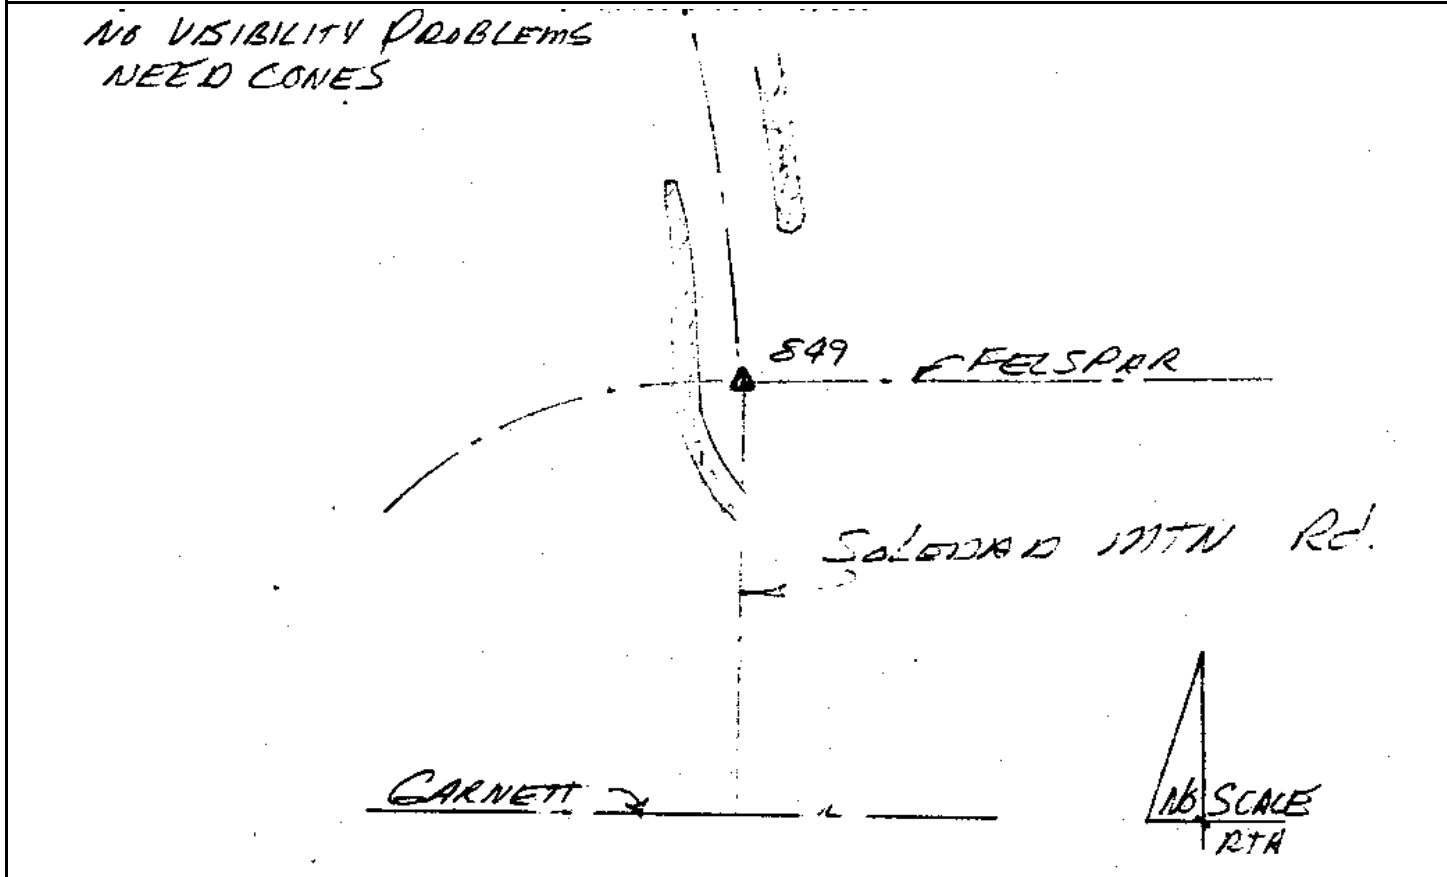 NO VISIBILITY PROBLEMS
NEED CONES
849
FELSPAR
SOLEDAD MTN Rd.
GARNETT
NO SCALE
RTA